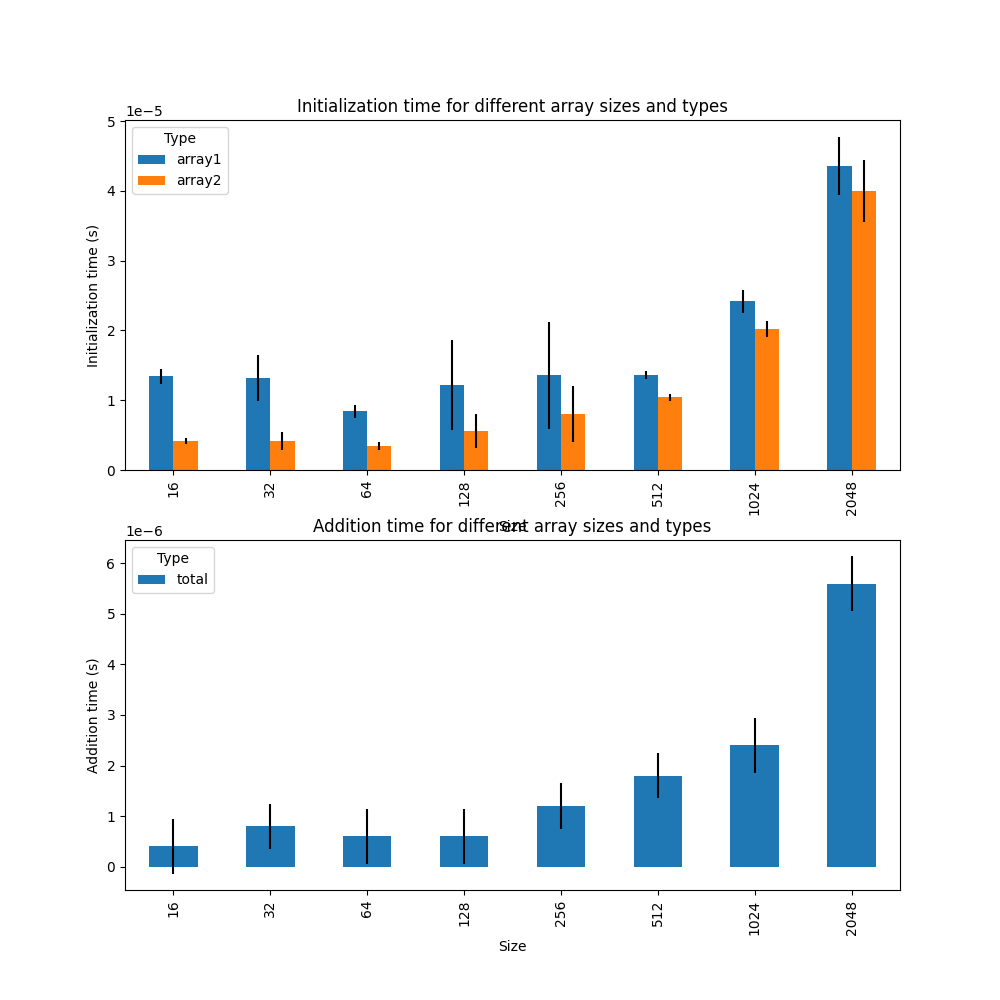 Initialization time for different array sizes and types
1e−5
5
4
3
2
1
0
Initialization time (s)
Type
array1
array2
16
32
64
128
256
512
1024
2048
Size
Addition time for different array sizes and types
1e−6
6
5
4
3
2
1
0
Addition time (s)
Type
total
16
32
64
128
256
512
1024
2048
Size